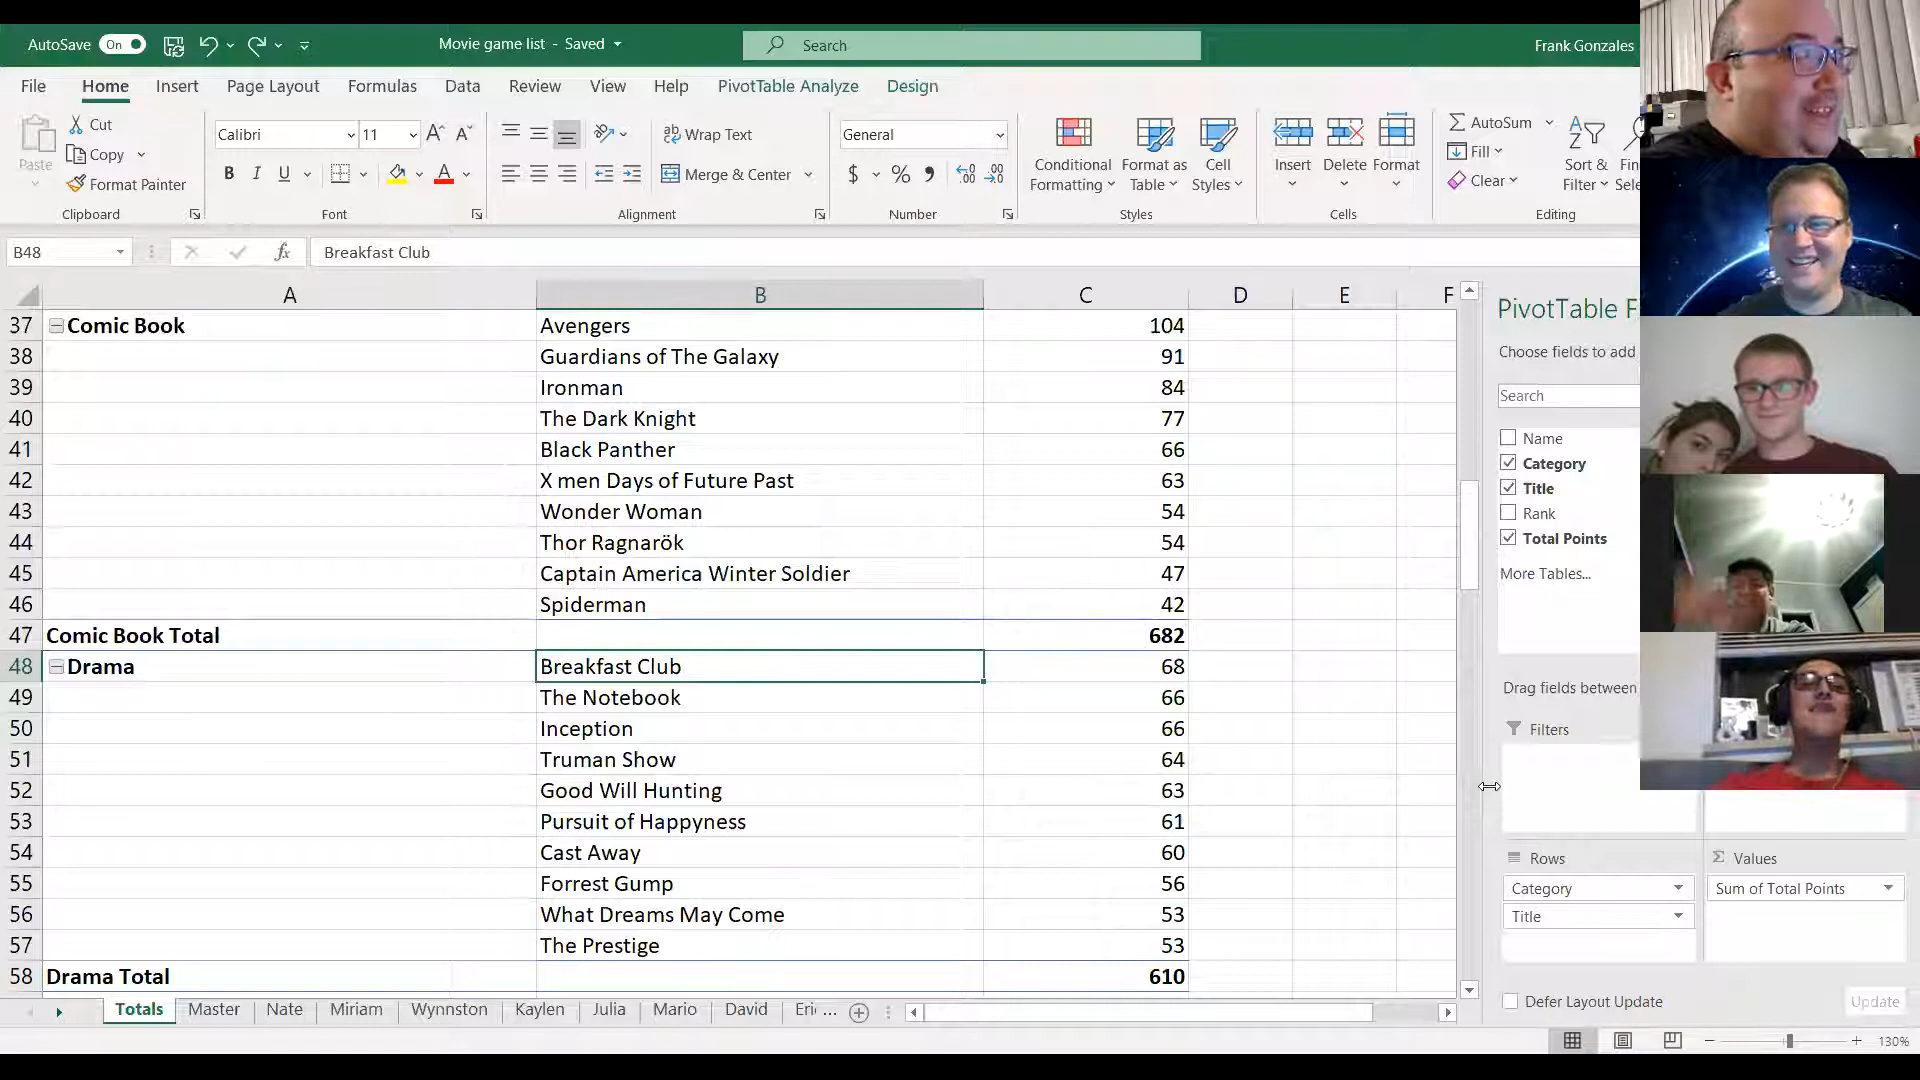 AutoSave On Movie game list - Saved Search Frank Gonzales
File Home Insert Page Layout Formulas Data Review View Help PivotTable Analyze Design
Paste
Cut
Copy
Format Painter
Clipboard
Calibri 11
B I U
Font
Wrap Text
Merge & Center
Alignment
General
$ % 9
Number
Conditional Formatting
Format as Table
Cell Styles
Styles
Insert
Delete
Format
Cells
AutoSum
Fill
Clear
Sort & Filter
Editing
B48 fx Breakfast Club
A B C D E F
37 Comic Book Avengers 104
38 Guardians of The Galaxy 91
39 Ironman 84
40 The Dark Knight 77
41 Black Panther 66
42 X men Days of Future Past 63
43 Wonder Woman 54
44 Thor Ragnarök 54
45 Captain America Winter Soldier 47
46 Spiderman 42
47 Comic Book Total 682
48 Drama Breakfast Club 68
49 The Notebook 66
50 Inception 66
51 Truman Show 64
52 Good Will Hunting 63
53 Pursuit of Happyness 61
54 Cast Away 60
55 Forrest Gump 56
56 What Dreams May Come 53
57 The Prestige 53
58 Drama Total 610
PivotTable F
Choose fields to add
Search
Name
Category
Title
Rank
Total Points
More Tables...
Drag fields between
Filters
Rows
Category
Title
Σ Values
Sum of Total Points
Defer Layout Update Update
Totals Master Nate Miriam Wynnston Kaylen Julia Mario David Eric ...
130%